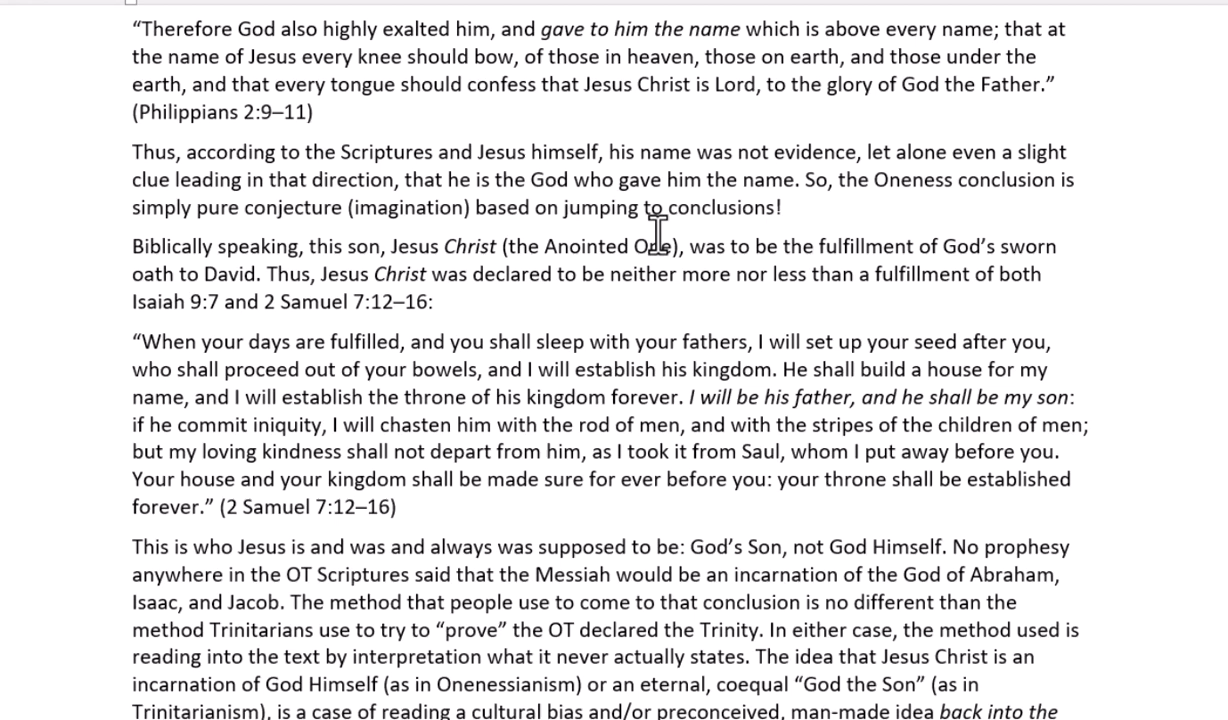 “Therefore God also highly exalted him, and gave to him the name which is above every name; that at
the name of Jesus every knee should bow, of those in heaven, those on earth, and those under the
earth, and that every tongue should confess that Jesus Christ is Lord, to the glory of God the Father.”
(Philippians 2:9–11)
Thus, according to the Scriptures and Jesus himself, his name was not evidence, let alone even a slight
clue leading in that direction, that he is the God who gave him the name. So, the Oneness conclusion is
simply pure conjecture (imagination) based on jumping to conclusions!
Biblically speaking, this son, Jesus Christ (the Anointed One), was to be the fulfillment of God’s sworn
oath to David. Thus, Jesus Christ was declared to be neither more nor less than a fulfillment of both
Isaiah 9:7 and 2 Samuel 7:12–16:
“When your days are fulfilled, and you shall sleep with your fathers, I will set up your seed after you,
who shall proceed out of your bowels, and I will establish his kingdom. He shall build a house for my
name, and I will establish the throne of his kingdom forever. I will be his father, and he shall be my son:
if he commit iniquity, I will chasten him with the rod of men, and with the stripes of the children of men;
but my loving kindness shall not depart from him, as I took it from Saul, whom I put away before you.
Your house and your kingdom shall be made sure for ever before you: your throne shall be established
forever.” (2 Samuel 7:12–16)
This is who Jesus is and was and always was supposed to be: God’s Son, not God Himself. No prophesy
anywhere in the OT Scriptures said that the Messiah would be an incarnation of the God of Abraham,
Isaac, and Jacob. The method that people use to come to that conclusion is no different than the
method Trinitarians use to try to “prove” the OT declared the Trinity. In either case, the method used is
reading into the text by interpretation what it never actually states. The idea that Jesus Christ is an
incarnation of God Himself (as in Onenessianism) or an eternal, coequal “God the Son” (as in
Trinitarianism), is a case of reading a cultural bias and/or preconceived, man-made idea back into the